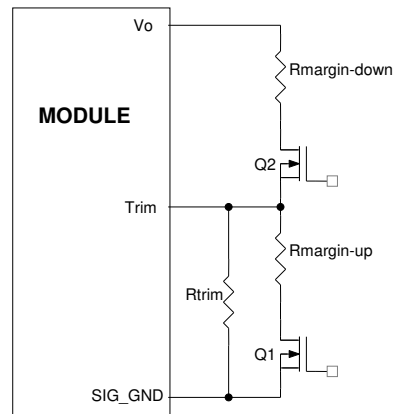 Vo
Rmargin-down
MODULE
Q2
Trim
Rmargin-up
Rtrim
Q1
SIG_GND